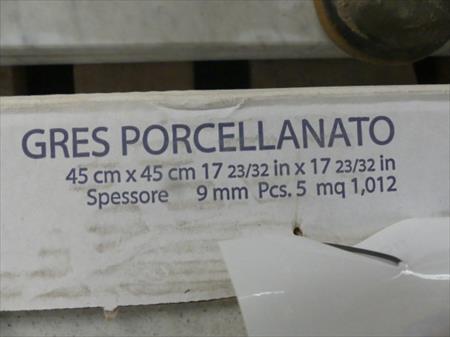 GRES PORCELLANATO
45 cm x 45 cm 17 23/32 in x 17 23/32 in
Spessore 9 mm Pcs. 5 mq 1,012